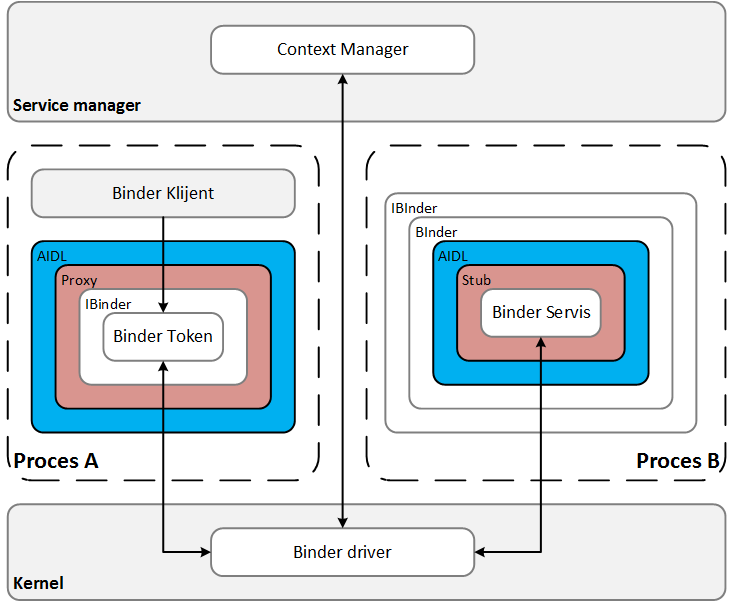 Context Manager
Service manager
Binder Klijent
AIDL
Proxy
IBinder
Binder Token
Proces A
IBInder
BInder
AIDL
Stub
Binder Servis
Proces B
Binder driver
Kernel